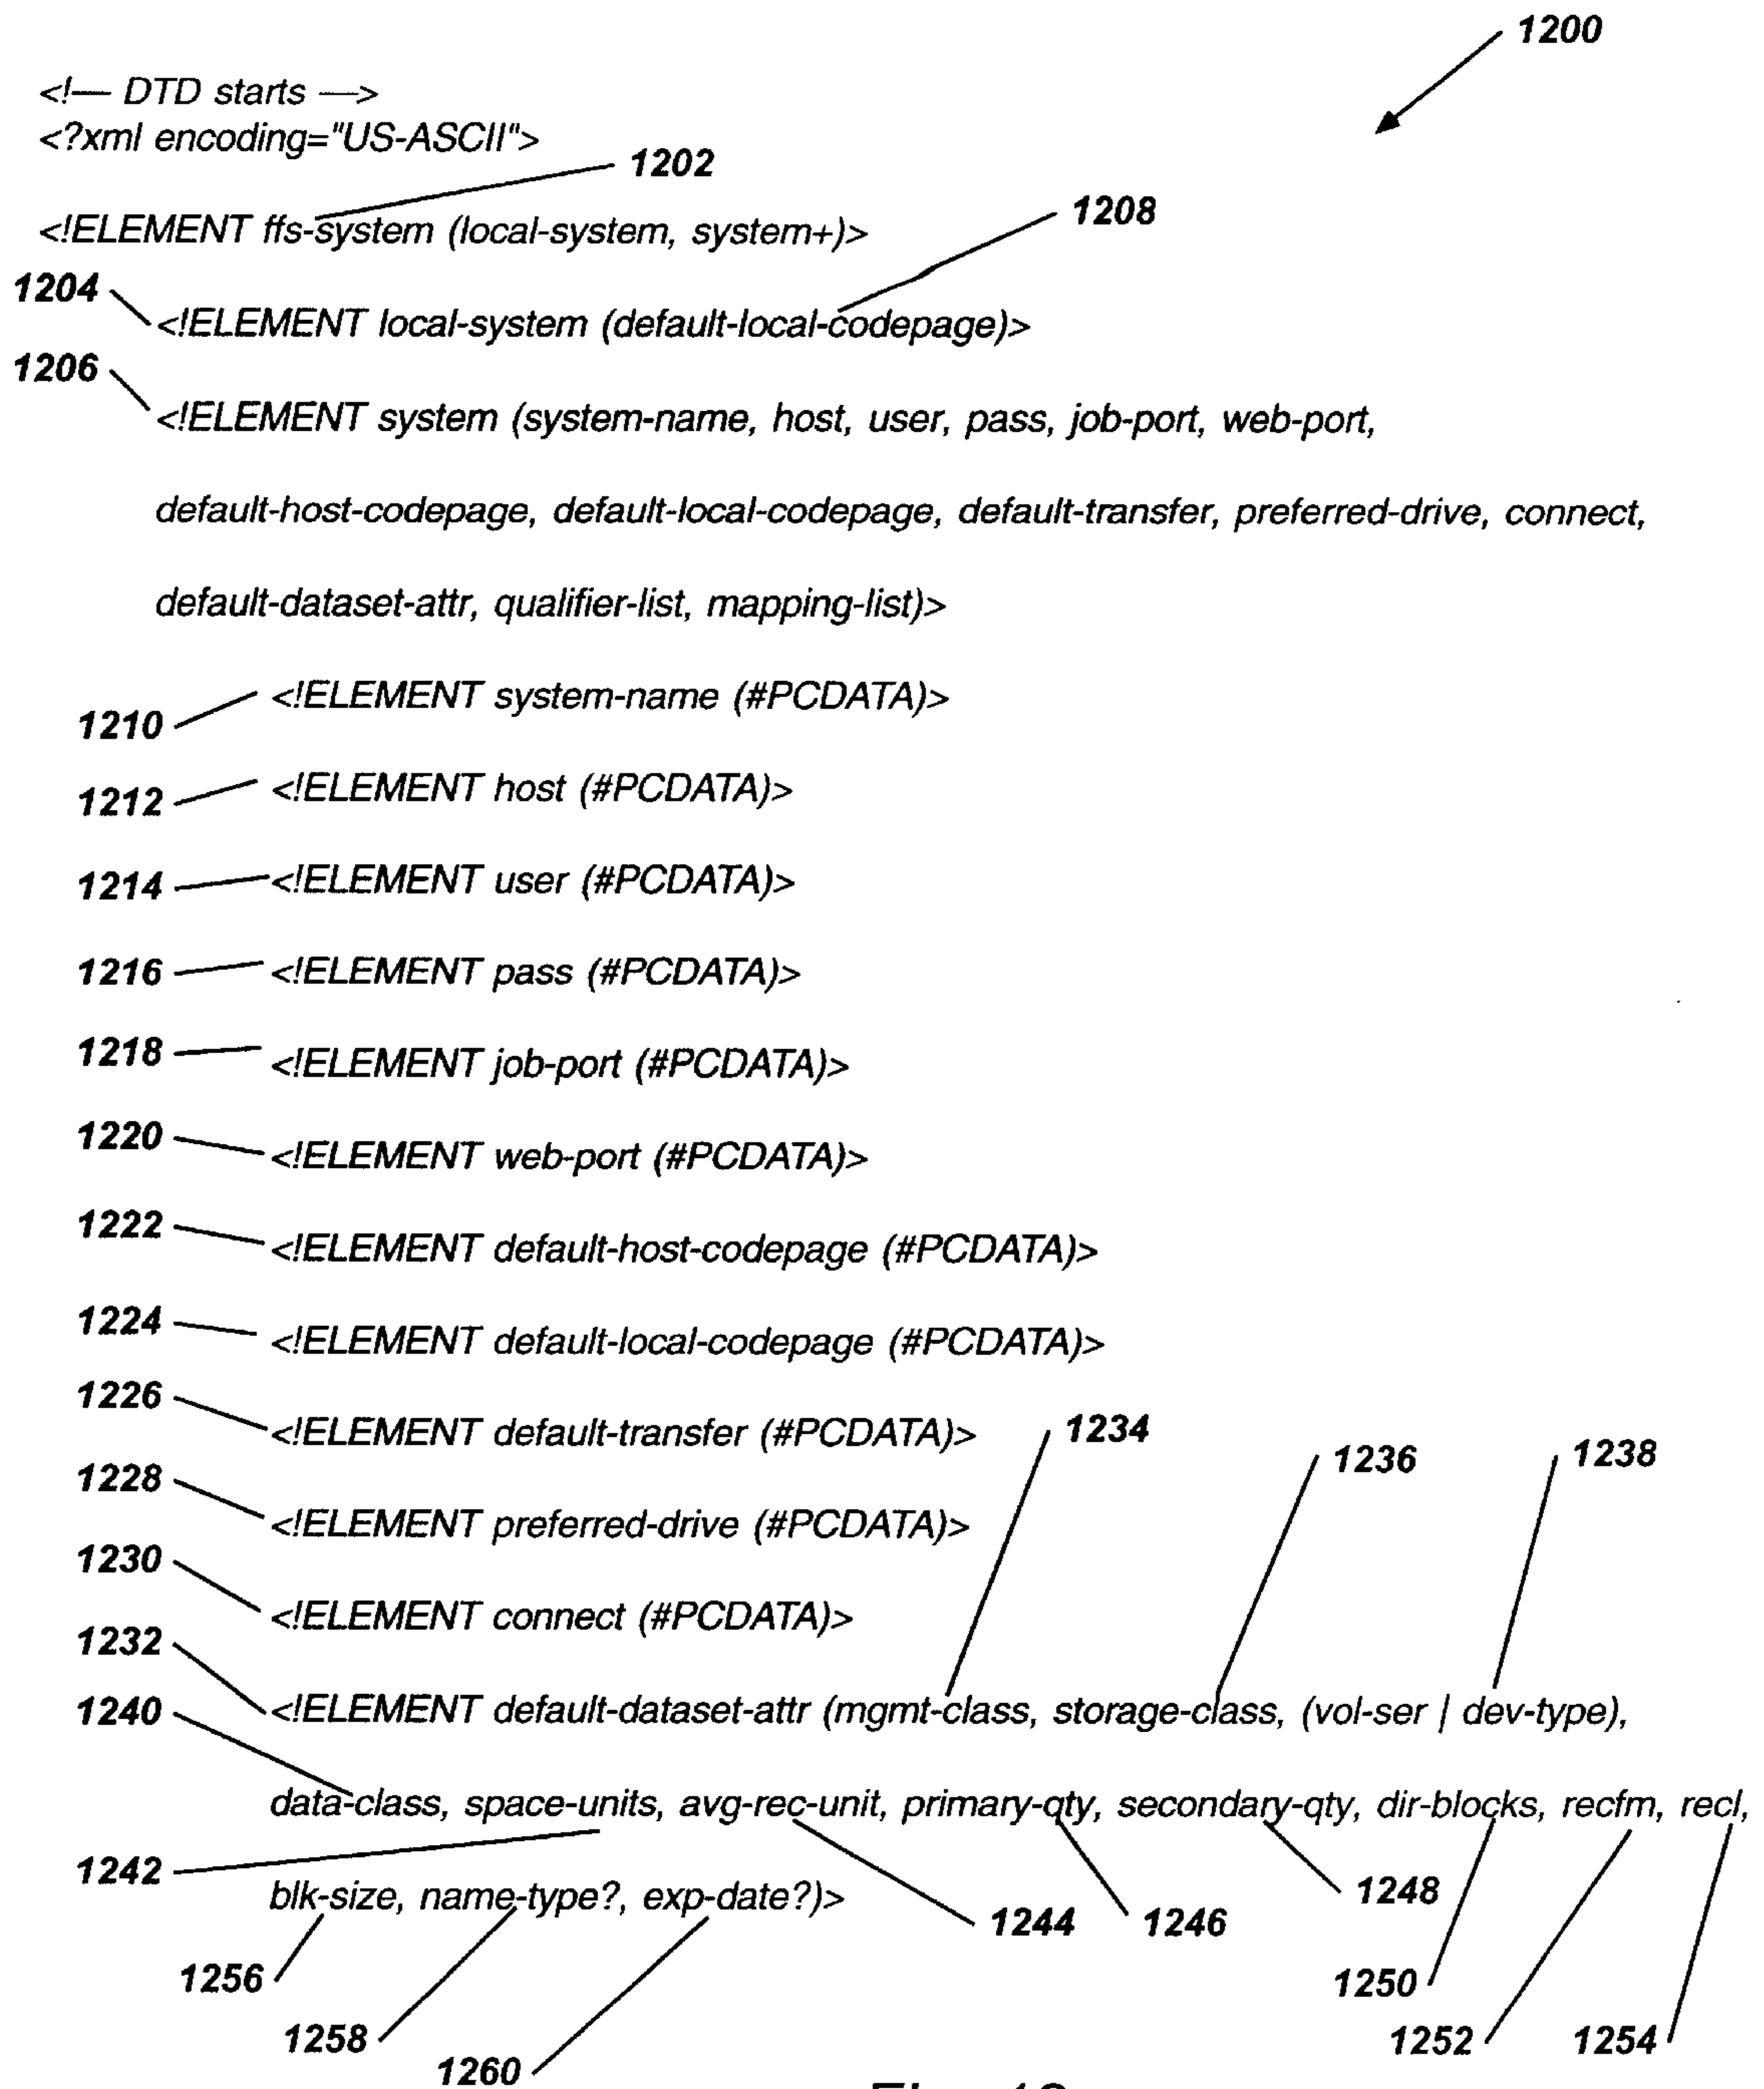 1200
<!— DTD starts —>
<?xml encoding="US-ASCII">
1202
1208
<!ELEMENT ffs-system (local-system, system+)>
1204
<!ELEMENT local-system (default-local-codepage)>
1206
<!ELEMENT system (system-name, host, user, pass, job-port, web-port,
default-host-codepage, default-local-codepage, default-transfer, preferred-drive, connect,
default-dataset-attr, qualifier-list, mapping-list)>
<!ELEMENT system-name (#PCDATA)>
1210
<!ELEMENT host (#PCDATA)>
1212
1214 <!ELEMENT user (#PCDATA)>
1216 <!ELEMENT pass (#PCDATA)>
1218 <!ELEMENT job-port (#PCDATA)>
1220
<!ELEMENT web-port (#PCDATA)>
1222
<!ELEMENT default-host-codepage (#PCDATA)>
1224
<!ELEMENT default-local-codepage (#PCDATA)>
1226
<!ELEMENT default-transfer (#PCDATA)>
1234
1236
1238
1228
<!ELEMENT preferred-drive (#PCDATA)>
1230
<!ELEMENT connect (#PCDATA)>
1232
1240
<!ELEMENT default-dataset-attr (mgmt-class, storage-class, (vol-ser | dev-type),
data-class, space-units, avg-rec-unit, primary-qty, secondary-qty, dir-blocks, recfm, recl,
1242
blk-size, name-type?, exp-date?)>
1248
1244
1246
1256
1250
1258
1252
1254
1260